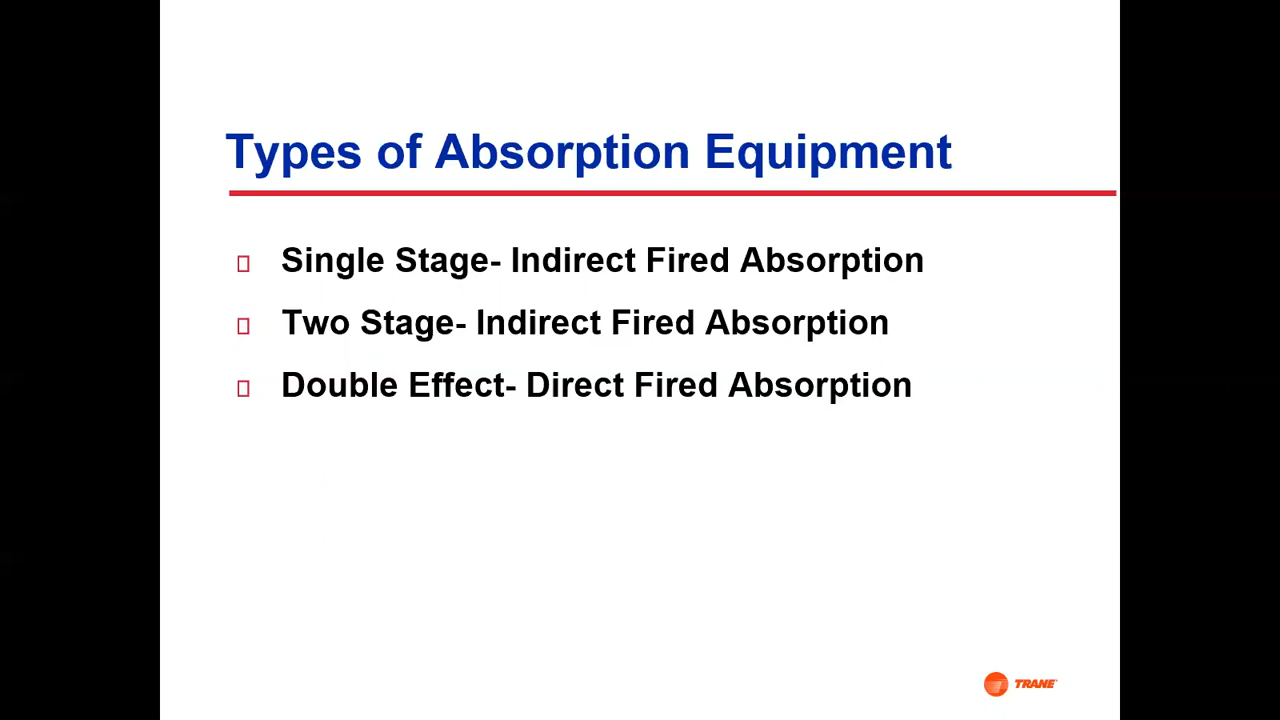 Types of Absorption Equipment
Single Stage- Indirect Fired Absorption
Two Stage- Indirect Fired Absorption
Double Effect- Direct Fired Absorption
TRANE